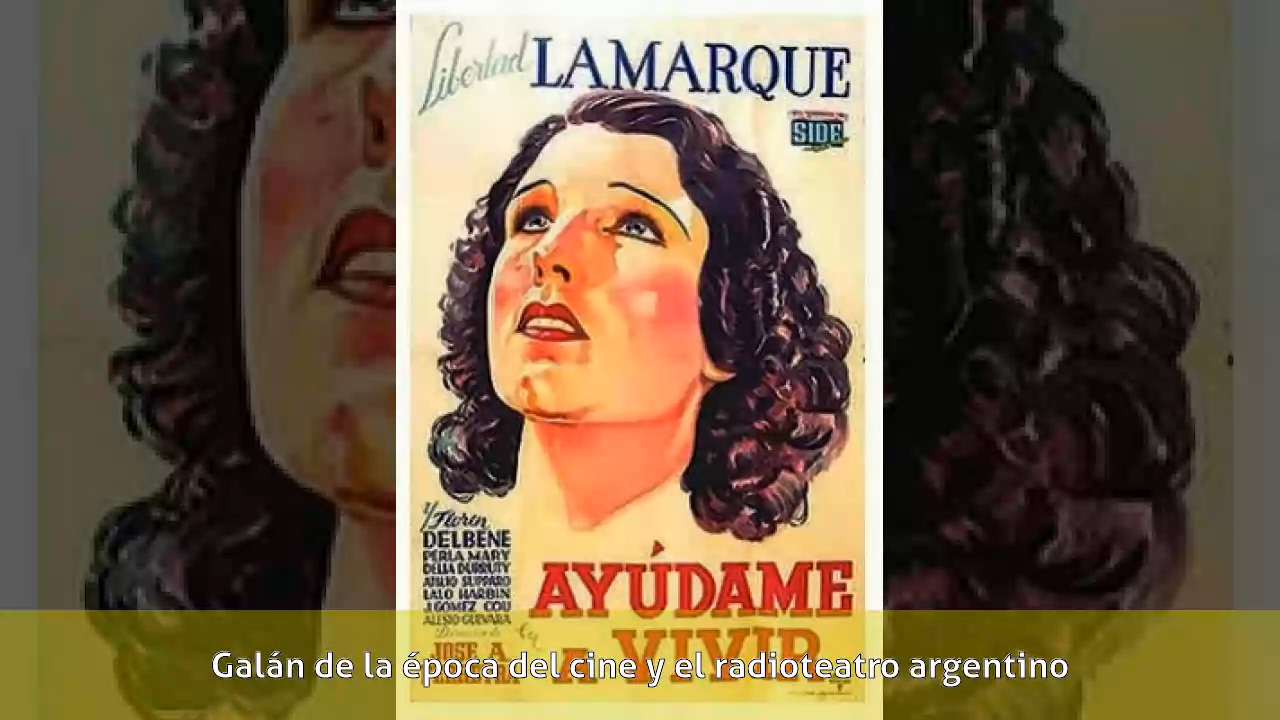 Libertad LAMARQUE
SIDE
y Floren
DELBENE
PERLA MARY
DELIA DURRUTY
ATILIO SUPPARO
LALO HARBIN
J. GOMEZ COU
ALESIO GUEVARA
AYÚDAME
A VIVIR
JOSE A.
Galán de la época del cine y el radioteatro argentino